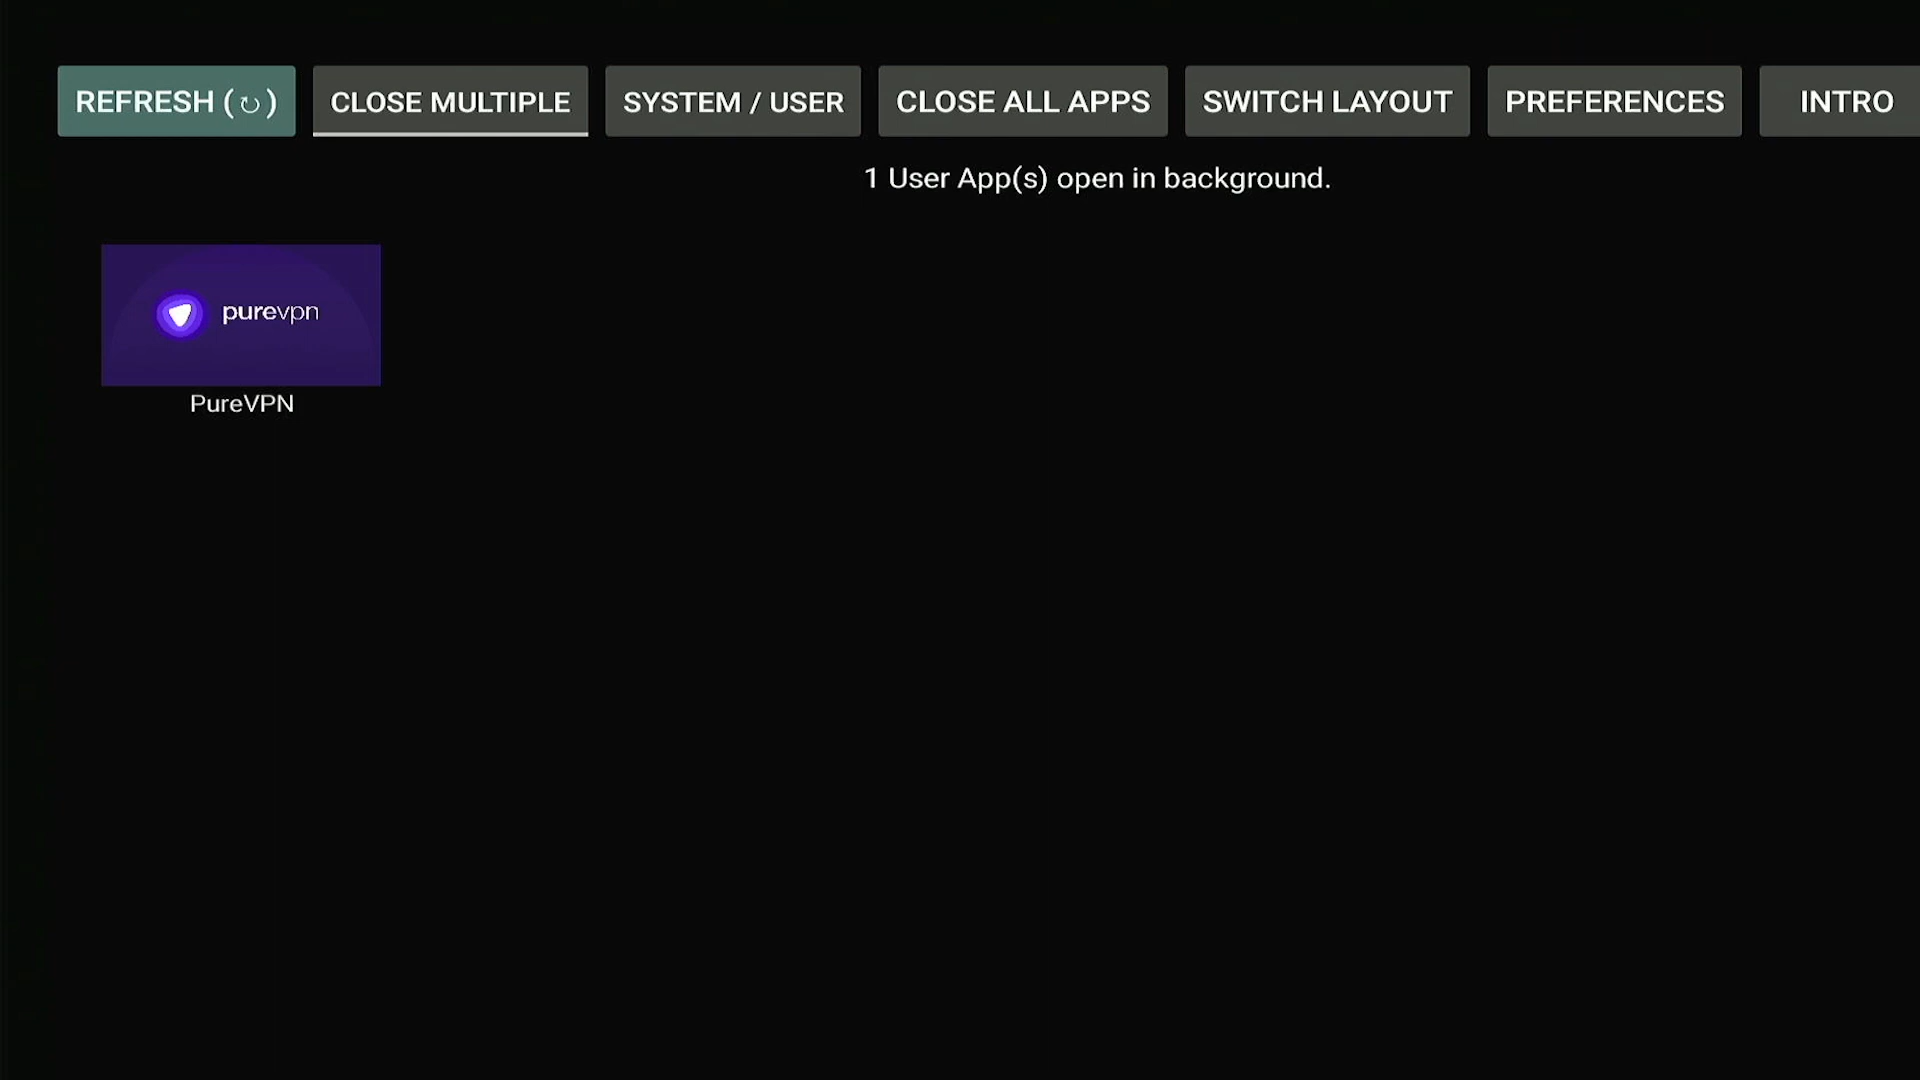 REFRESH (↻) CLOSE MULTIPLE SYSTEM / USER CLOSE ALL APPS SWITCH LAYOUT PREFERENCES INTRO
1 User App(s) open in background.
purevpn
PureVPN